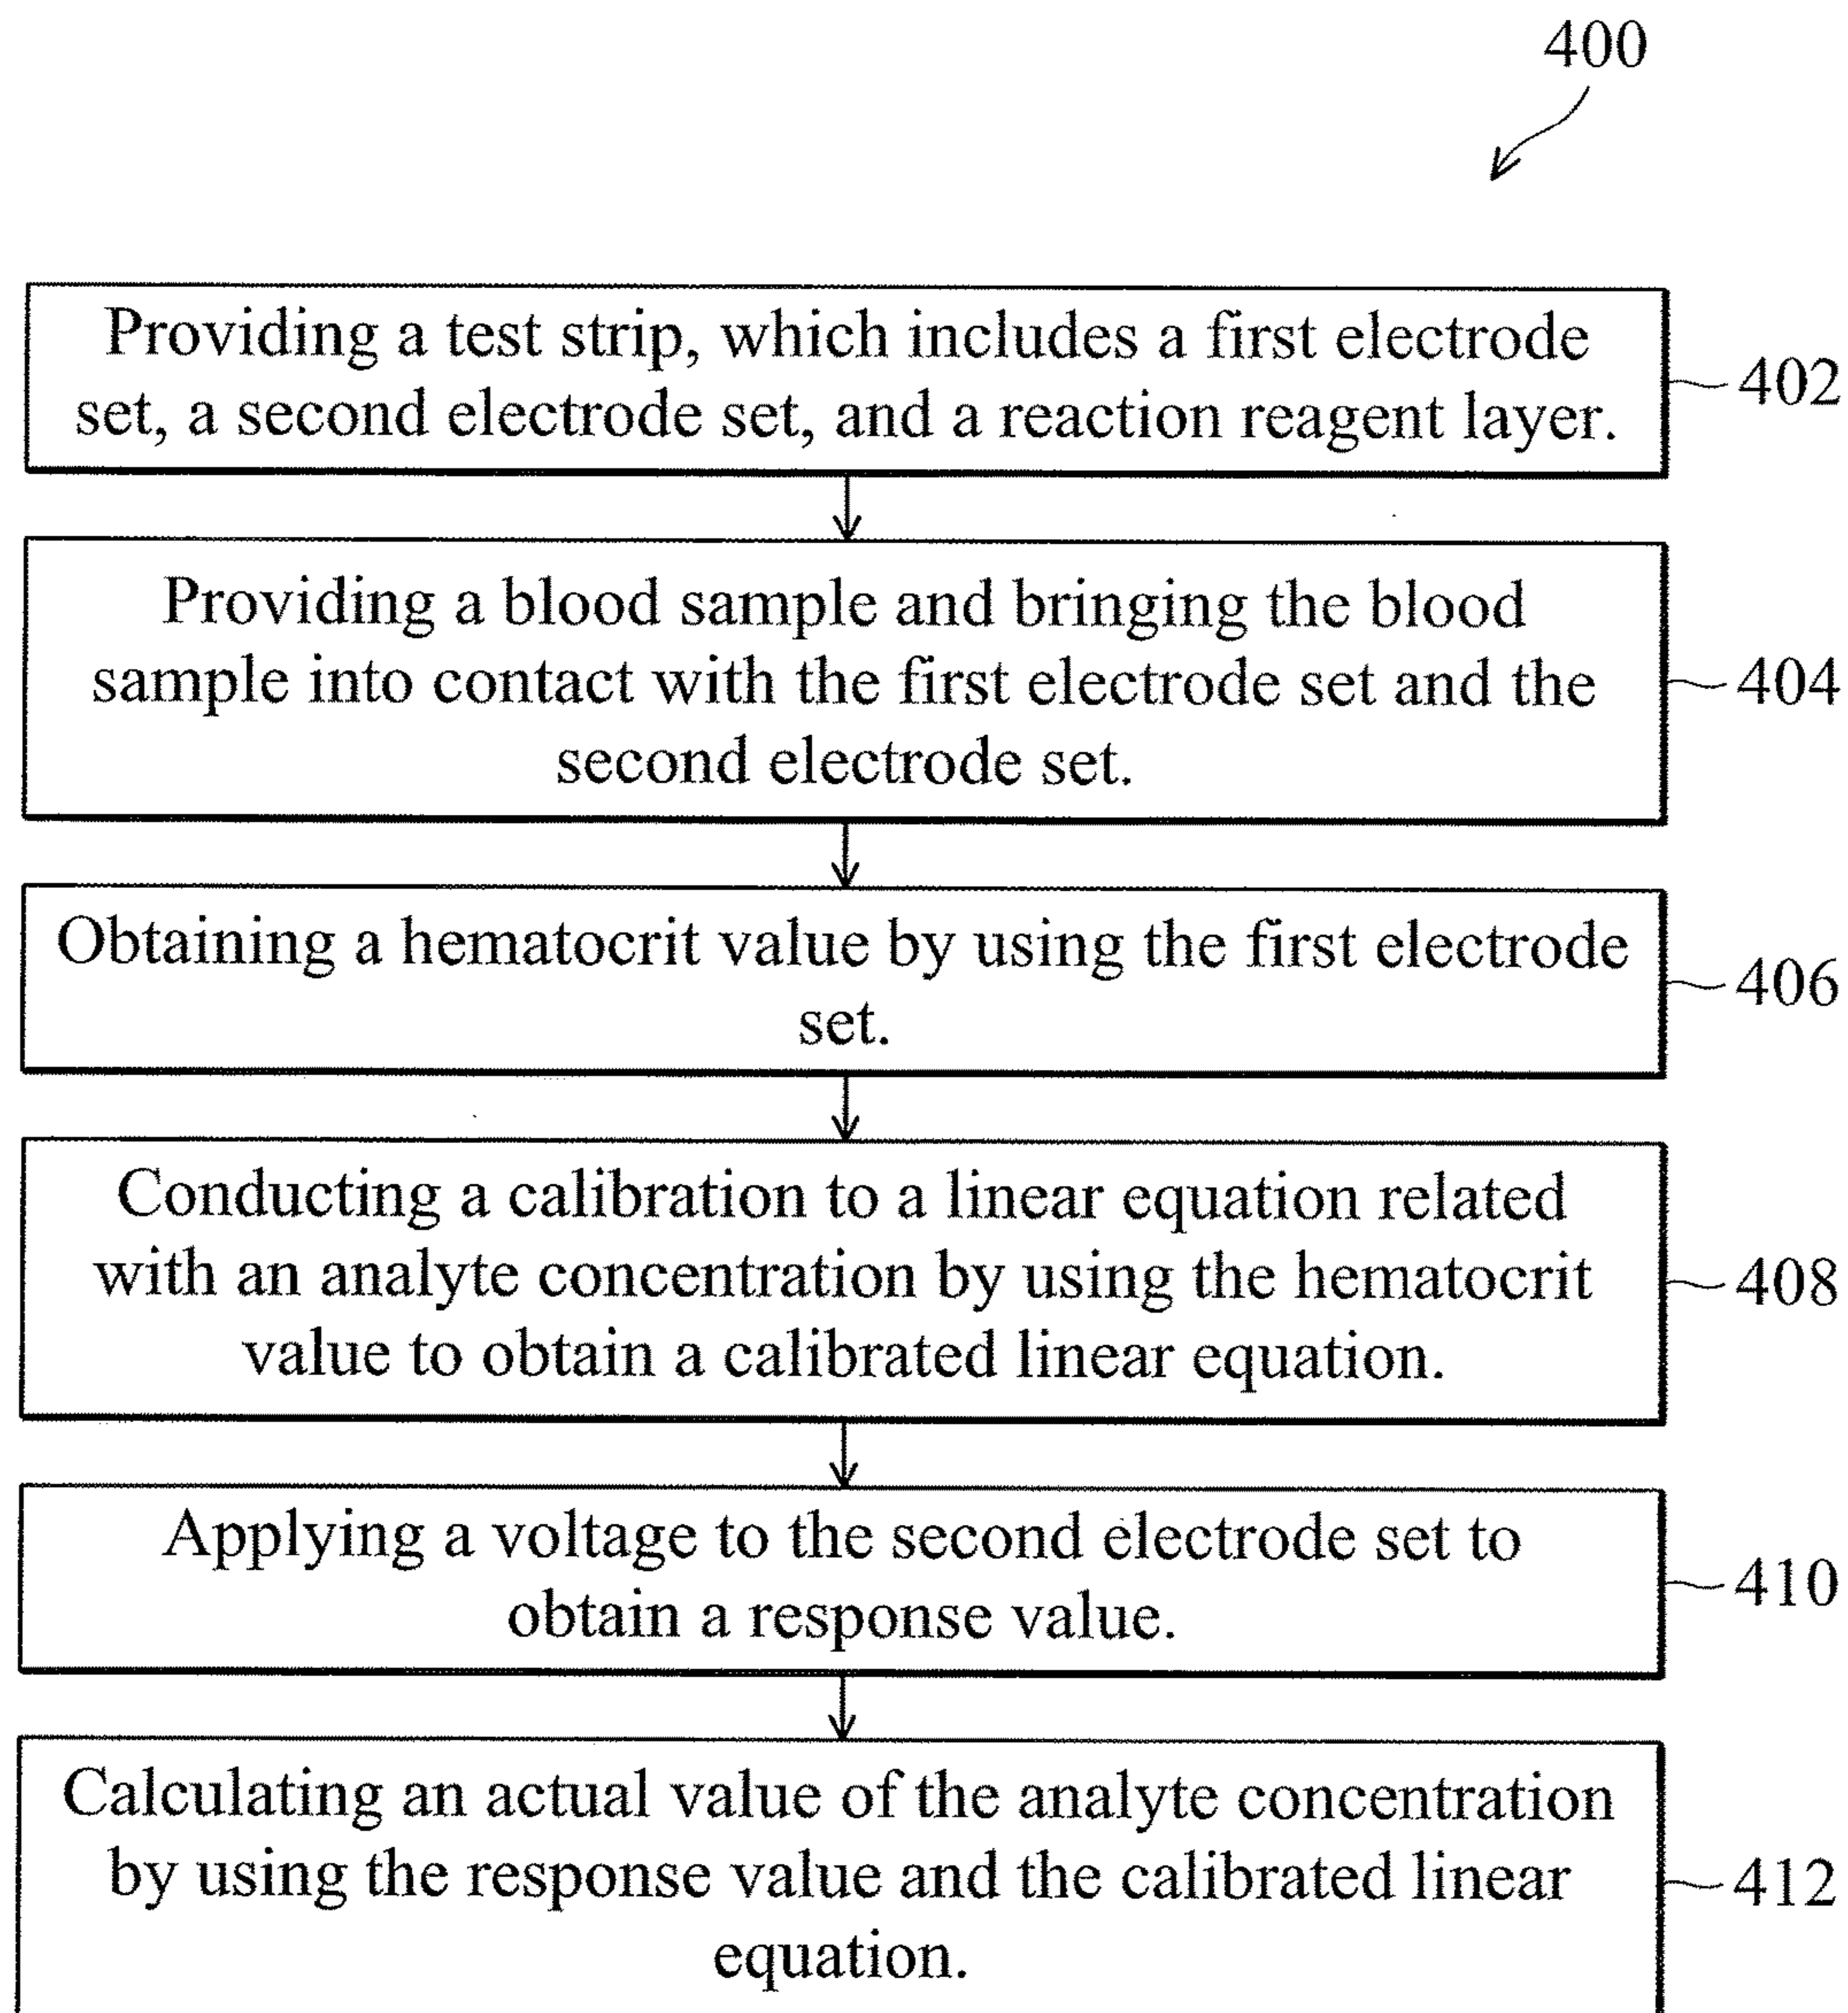 400
Providing a test strip, which includes a first electrode
set, a second electrode set, and a reaction reagent layer.
402
Providing a blood sample and bringing the blood
sample into contact with the first electrode set and the
second electrode set.
404
Obtaining a hematocrit value by using the first electrode
set.
406
Conducting a calibration to a linear equation related
with an analyte concentration by using the hematocrit
value to obtain a calibrated linear equation.
408
Applying a voltage to the second electrode set to
obtain a response value.
410
Calculating an actual value of the analyte concentration
by using the response value and the calibrated linear
equation.
412